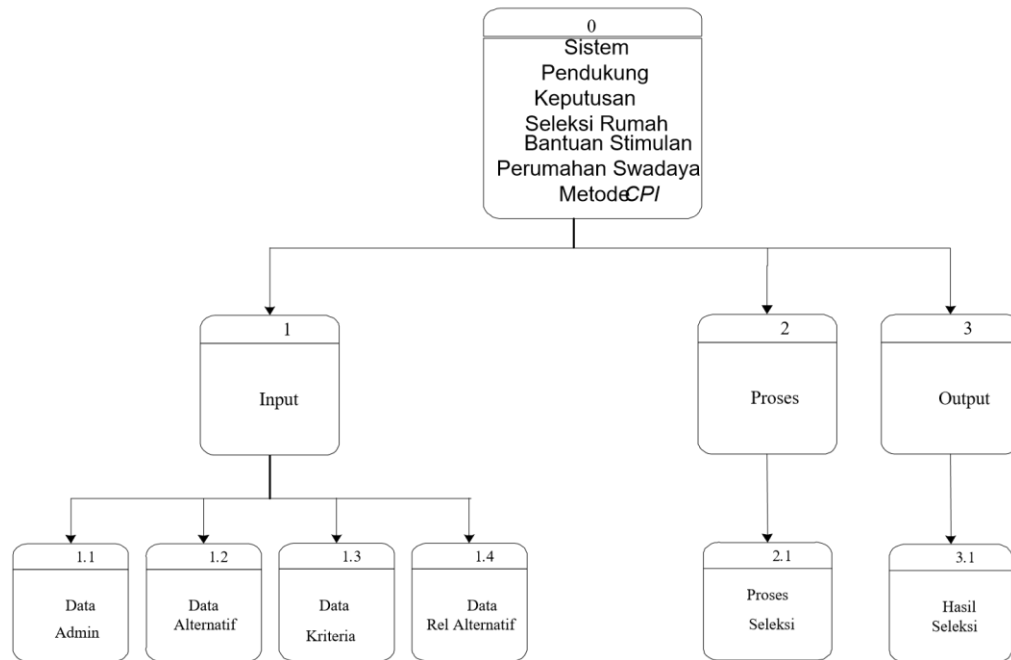 0
Sistem
Pendukung
Keputusan
Seleksi Rumah
Bantuan Stimulan
Perumahan Swadaya
Metode CPI
1
Input
2
Proses
3
Output
1.1
Data
Admin
1.2
Data
Alternatif
1.3
Data
Kriteria
1.4
Data
Rel Alternatif
2.1
Proses
Seleksi
3.1
Hasil
Seleksi